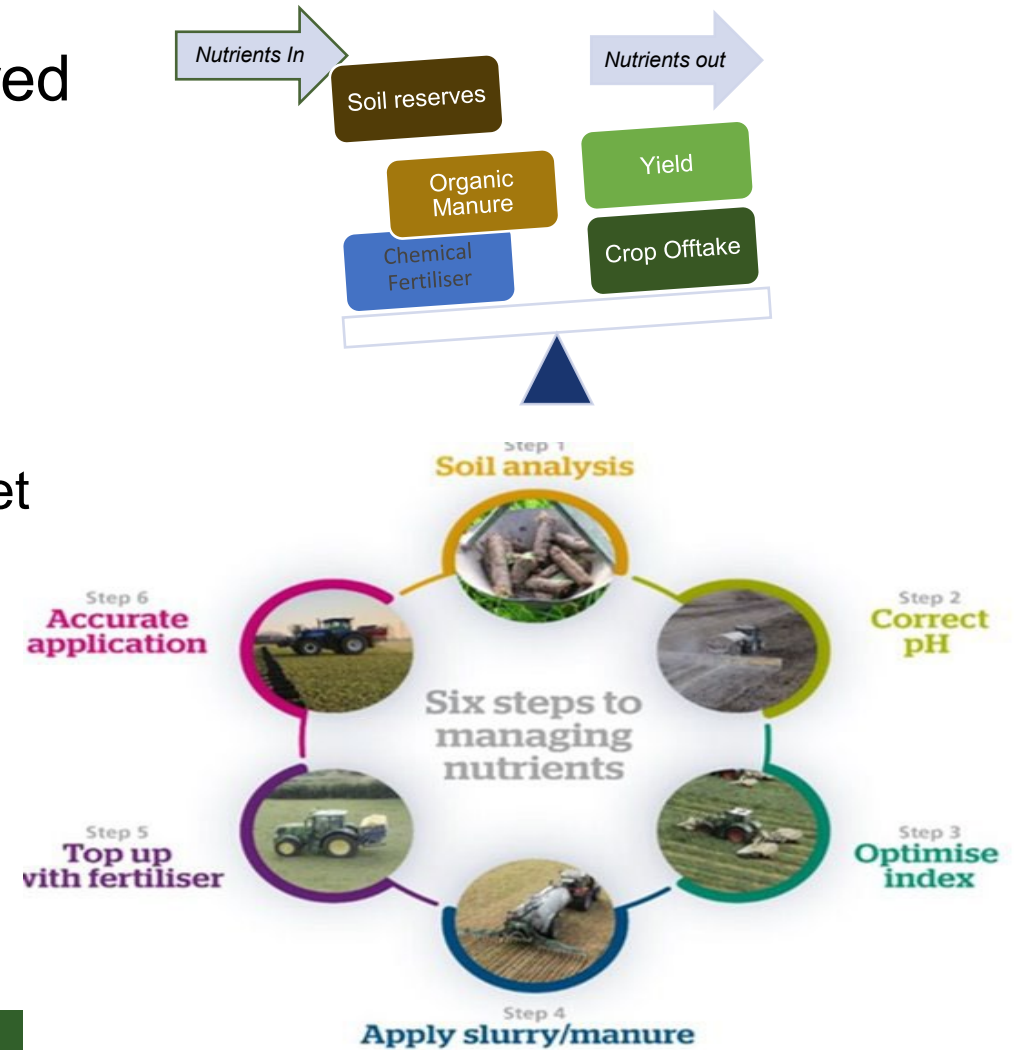 ed
Nutrients In
Nutrients out
Soil reserves
Organic
Manure
Yield
Chemical
Fertiliser
Crop Offtake
et
Step 1
Soil analysis
Step 6
Accurate
application
Step 2
Correct
pH
Six steps to
managing
nutrients
Step 5
Top up
with fertiliser
Step 3
Optimise
index
Step 4
Apply slurry/manure